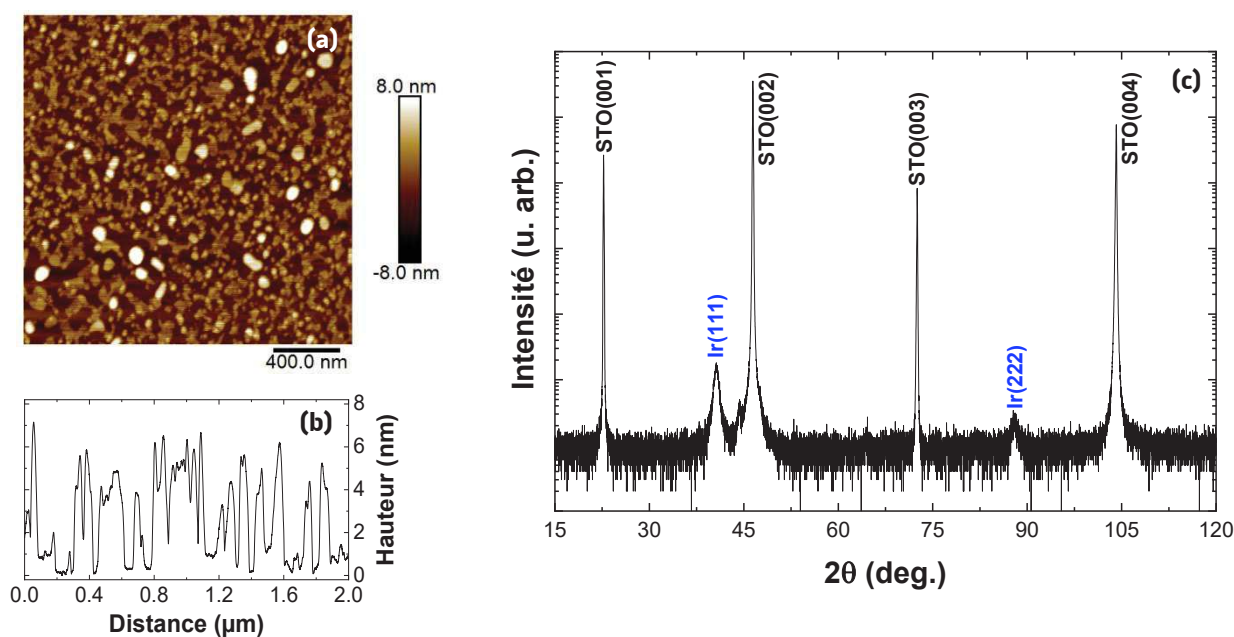 (a)
8.0 nm
-8.0 nm
400.0 nm
(b)
8
6
4
2
0
Hauteur (nm)
0.0 0.4 0.8 1.2 1.6 2.0
Distance (µm)
(c)
Intensité (u. arb.)
STO(001)
Ir(111)
STO(002)
STO(003)
Ir(222)
STO(004)
15 30 45 60 75 90 105 120
2θ (deg.)